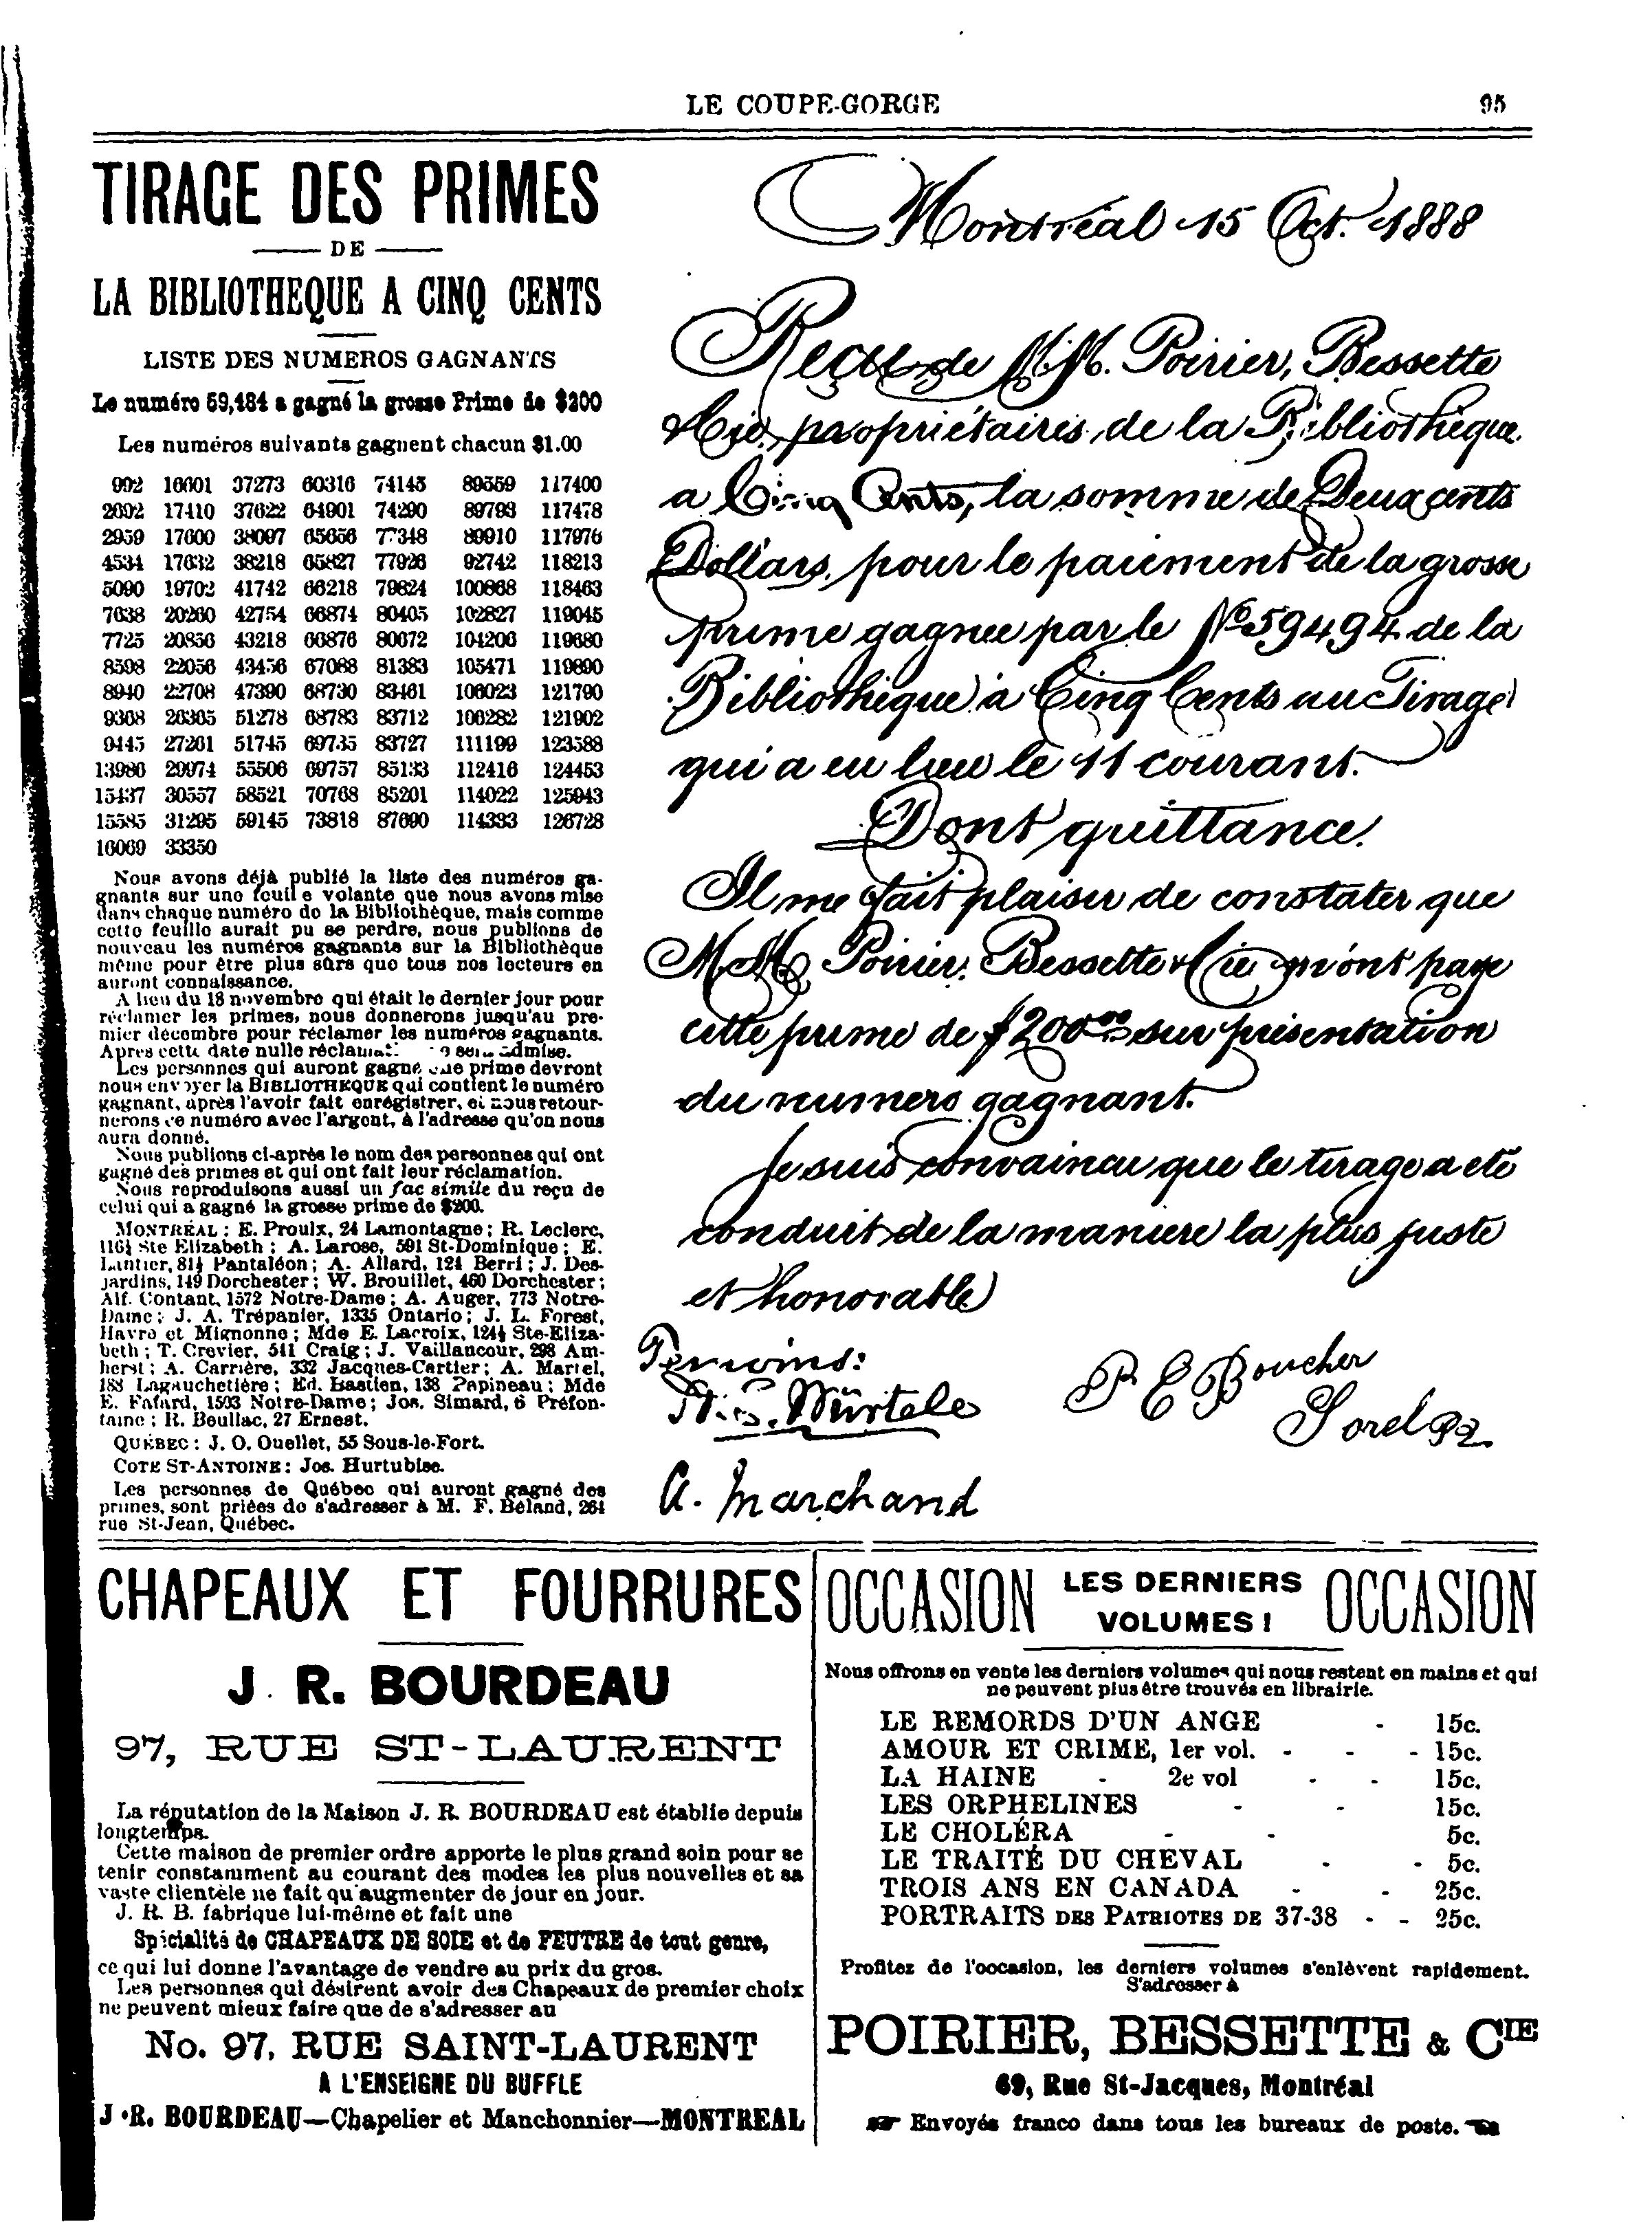 LE COUPE-GORGE
95
TIRAGE DES PRIMES
DE
LA BIBLIOTHEQUE A CINQ CENTS
LISTE DES NUMEROS GAGNANTS
Le numéro 59,484 a gagné la grosse Prime de $200
Les numéros suivants gagnent chacun $1.00
992 16601 37273 60316 74145 89559 117400
2602 17410 37622 64901 74290 89793 117478
2959 17600 38097 65656 77348 89910 117976
4534 17632 38218 65827 77926 92742 118213
5090 19702 41742 66218 79824 100868 118463
7638 20260 42754 66874 80405 102827 119045
7725 20856 43218 66876 80672 104206 119680
8598 22056 43456 67088 81383 105471 119890
8940 22708 47390 68730 83461 106023 121790
9308 26305 51278 68783 83712 106282 121902
9445 27261 51745 69735 83727 111199 123588
13986 29974 55506 69757 85133 112416 124453
15437 30557 58521 70768 85201 114022 125943
15585 31295 59145 73818 87690 114333 126728
16069 33350
Nous avons déjà publié la liste des numéros ga-
gnants sur une feuille volante que nous avons mise
dans chaque numéro de la Bibliothèque, mais comme
cette feuille aurait pu se perdre, nous publions de
nouveau les numéros gagnants sur la Bibliothèque
même pour être plus sûrs que tous nos lecteurs en
auront connaissance.
A lieu du 18 novembre qui était le dernier jour pour
réclamer les primes, nous donnerons jusqu'au pre-
mier décembre pour réclamer les numéros gagnants.
Apres cette date nulle admise.
Les personnes qui auront gagné une prime devront
nous envoyer la BIBLIOTHEQUE qui contient le numéro
gagnant, après l'avoir fait enrégistrer, et nous retour-
nerons ce numéro avec l'argent, à l'adresse qu'on nous
aura donné.
Nous publions ci-après le nom des personnes qui ont
gagné des primes et qui ont fait leur réclamation.
Nous reproduisons aussi un fac simile du reçu de
celui qui a gagné la grosse prime de $200.
MONTRÉAL : E. Proulx, 24 Lamontagne ; R. Leclerc,
116½ Ste Elizabeth ; A. Larose, 591 St-Dominique ; E.
Lantier, 81½ Pantaléon ; A. Allard, 121 Berri ; J. Des-
jardins, 149 Dorchester ; W. Brouillet, 460 Dorchester ;
Alf. Contant, 1572 Notre-Dame ; A. Auger, 773 Notre-
Dame ; J. A. Trépanier, 1335 Ontario ; J. L. Forest,
Havre et Mignonne ; Mde E. Lacroix, 124½ Ste-Eliza-
beth ; T. Crevier, 541 Craig ; J. Vaillancour, 298 Am-
herst ; A. Carrière, 332 Jacques-Cartier ; A. Martel,
188 Lagauchetière ; Ed. Bastien, 138 Papineau ; Mde
E. Fafard, 1503 Notre-Dame ; Jos. Simard, 6 Préfon-
taine ; R. Beullac, 27 Ernest.
QUÉBEC : J. O. Ouellet, 55 Sous-le-Fort.
COTE ST-ANTOINE : Jos. Hurtubise.
Les personnes de Québec qui auront gagné des
primes, sont priées de s'adresser à M. F. Béland, 264
rue St-Jean, Québec.
Montréal 15 Oct. 1888
Reçu de M.M. Poirier, Bessette
& Cie, propriétaires de la Bibliothèque
a Cinq Cents, la somme de Deux cents
Dollars, pour le paiement de la grosse
prime gagnee par le No 59494 de la
Bibliothèque à Cinq Cents au Tirage
qui a eu lieu le 11 courant.
Dont quittance.
Il me fait plaisir de constater que
M.M. Poirier, Bessette & Cie m'ont paye
cette prime de $200.00 sur présentation
du numero gagnant.
Je suis convaincu que le tirage a eté
conduit de la maniere la plus juste
et honorable
Temoins:
Würtele
A. Marchand
P E Boucher
Sorel P2
CHAPEAUX ET FOURRURES
J. R. BOURDEAU
97, RUE ST-LAURENT
La réputation de la Maison J. R. BOURDEAU est établie depuis
longtemps.
Cette maison de premier ordre apporte le plus grand soin pour se
tenir constamment au courant des modes les plus nouvelles et sa
vaste clientèle ne fait qu'augmenter de jour en jour.
J. R. B. fabrique lui-même et fait une
Spécialité de CHAPEAUX DE SOIE et de FEUTRE de tout genre,
ce qui lui donne l'avantage de vendre au prix du gros.
Les personnes qui désirent avoir des Chapeaux de premier choix
ne peuvent mieux faire que de s'adresser au
No. 97, RUE SAINT-LAURENT
A L'ENSEIGNE DU BUFFLE
J. R. BOURDEAU—Chapelier et Manchonnier—MONTREAL
OCCASION LES DERNIERS VOLUMES ! OCCASION
Nous offrons en vente les derniers volumes qui nous restent en mains et qui
ne peuvent plus être trouvés en librairie.
LE REMORDS D'UN ANGE - 15c.
AMOUR ET CRIME, 1er vol. - - - 15c.
LA HAINE - 2e vol - - 15c.
LES ORPHELINES - - 15c.
LE CHOLÉRA - - 5c.
LE TRAITÉ DU CHEVAL - - 5c.
TROIS ANS EN CANADA - - 25c.
PORTRAITS DES PATRIOTES DE 37-38 - - 25c.
Profitez de l'occasion, les derniers volumes s'enlèvent rapidement.
S'adresser à
POIRIER, BESSETTE & CIE
69, Rue St-Jacques, Montréal
Envoyés franco dans tous les bureaux de poste.